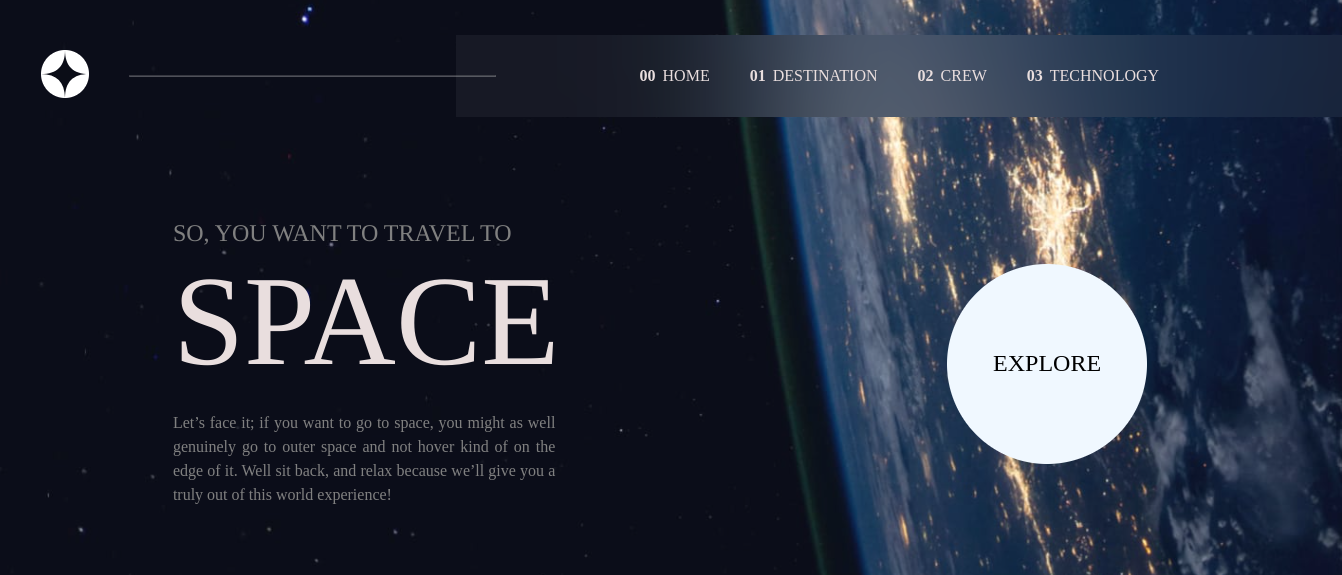 00 HOME 01 DESTINATION 02 CREW 03 TECHNOLOGY
SO, YOU WANT TO TRAVEL TO
SPACE
Let’s face it; if you want to go to space, you might as well
genuinely go to outer space and not hover kind of on the
edge of it. Well sit back, and relax because we’ll give you a
truly out of this world experience!
EXPLORE